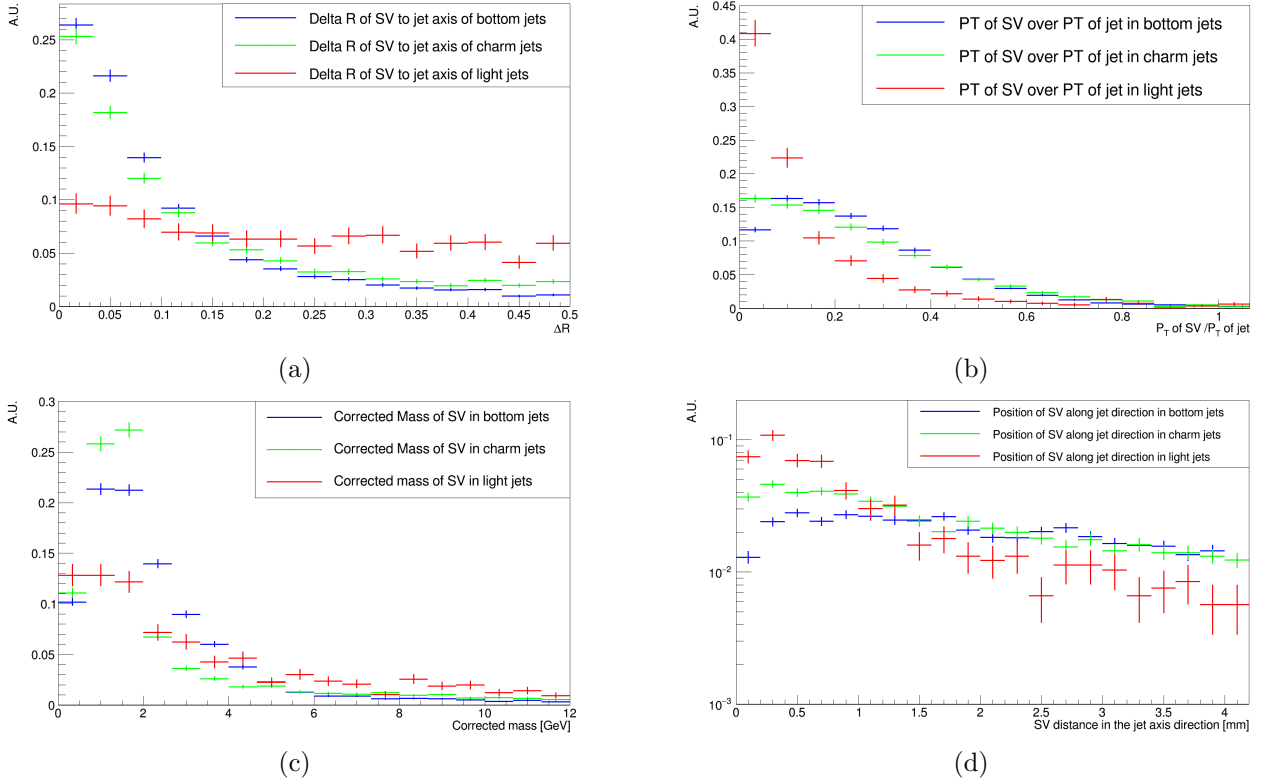 A.U.
0.25
0.2
0.15
0.1
0.05
0
Delta R of SV to jet axis of bottom jets
Delta R of SV to jet axis of charm jets
Delta R of SV to jet axis of light jets
0 0.05 0.1 0.15 0.2 0.25 0.3 0.35 0.4 0.45 0.5
ΔR
(a)
A.U.
0.45
0.4
0.35
0.3
0.25
0.2
0.15
0.1
0.05
0
PT of SV over PT of jet in bottom jets
PT of SV over PT of jet in charm jets
PT of SV over PT of jet in light jets
0 0.2 0.4 0.6 0.8 1
P_T of SV /P_T of jet
(b)
A.U.
0.3
0.25
0.2
0.15
0.1
0.05
0
Corrected Mass of SV in bottom jets
Corrected Mass of SV in charm jets
Corrected mass of SV in light jets
0 2 4 6 8 10 12
Corrected mass [GeV]
(c)
A.U.
10⁻¹
10⁻²
10⁻³
Position of SV along jet direction in bottom jets
Position of SV along jet direction in charm jets
Position of SV along jet direction in light jets
0 0.5 1 1.5 2 2.5 3 3.5 4
SV distance in the jet axis direction [mm]
(d)